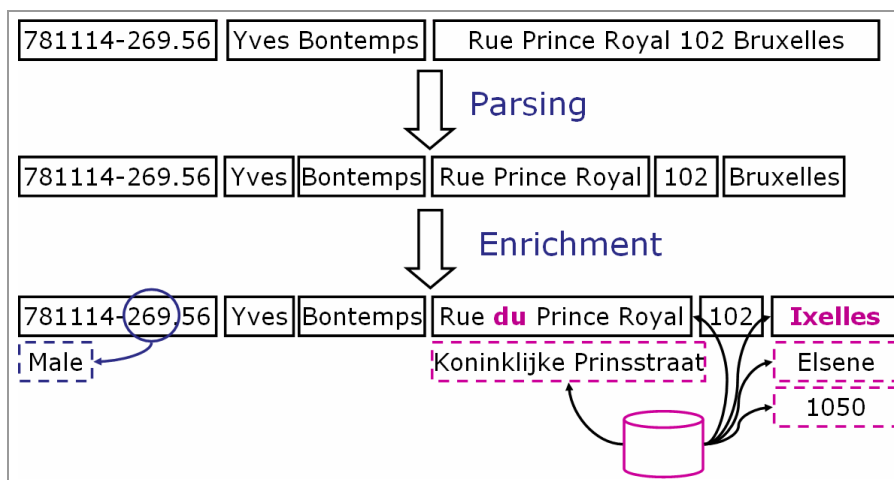 781114-269.56 Yves Bontemps Rue Prince Royal 102 Bruxelles
Parsing
781114-269.56 Yves Bontemps Rue Prince Royal 102 Bruxelles
Enrichment
781114-269.56 Yves Bontemps Rue du Prince Royal 102 Ixelles
Male Koninklijke Prinsstraat Elsene
1050